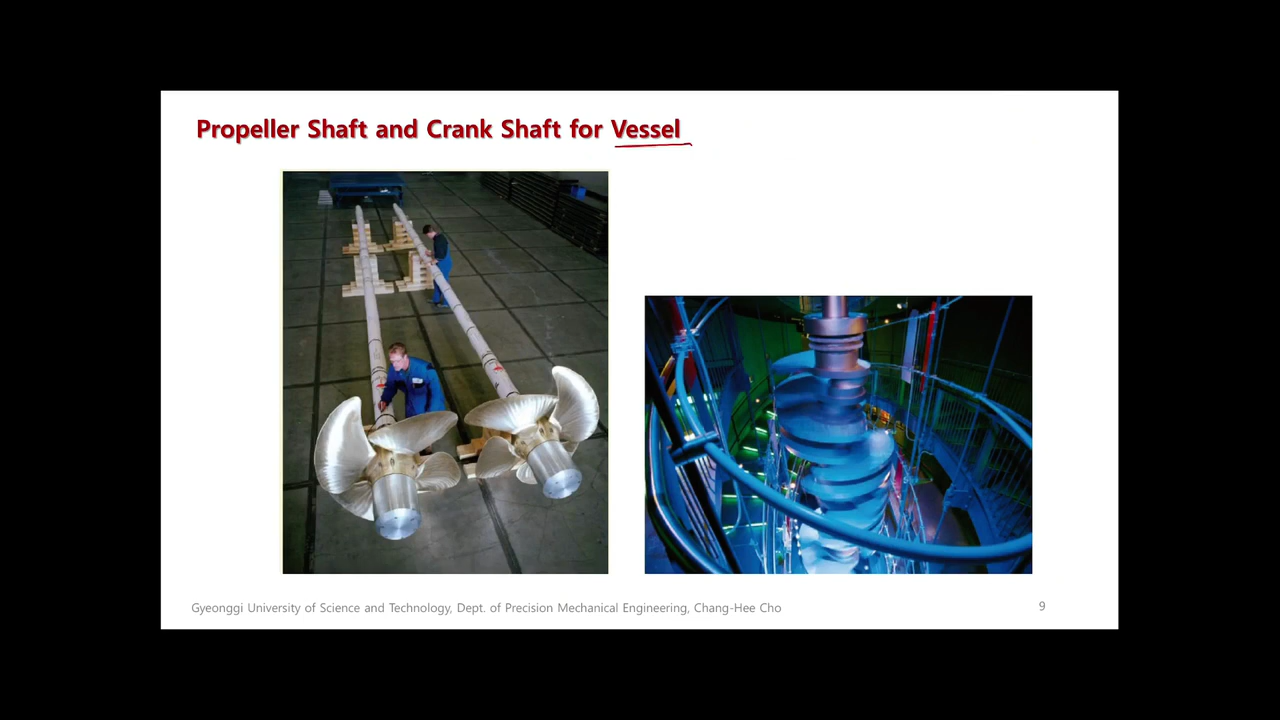 Propeller Shaft and Crank Shaft for Vessel
Gyeonggi University of Science and Technology, Dept. of Precision Mechanical Engineering, Chang-Hee Cho
9